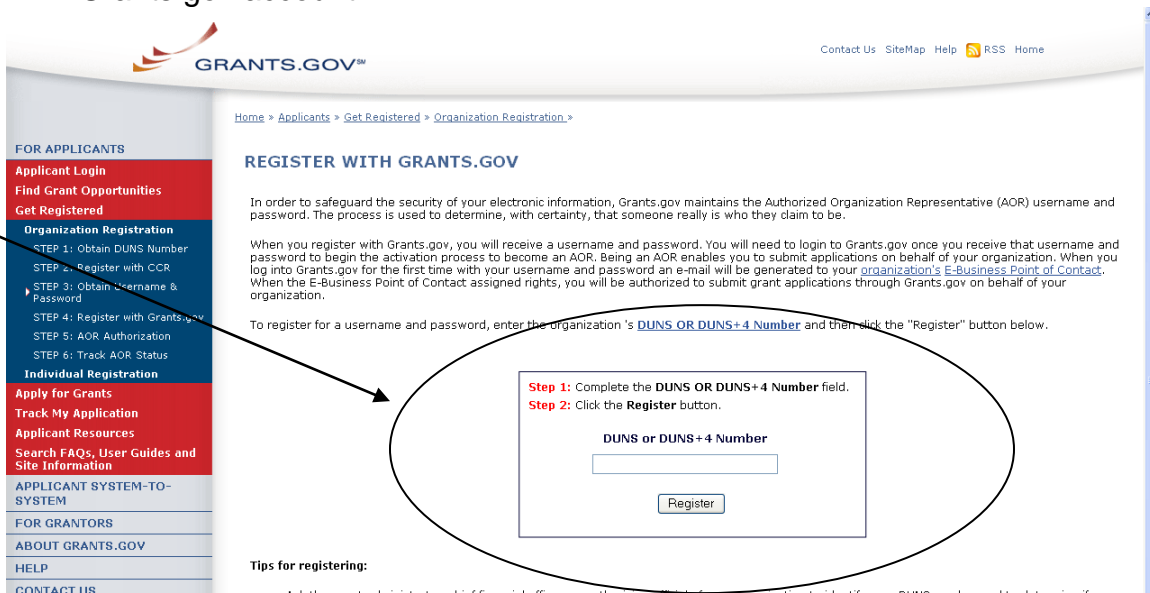 GRANTS.GOV℠
Contact Us SiteMap Help RSS Home
Home » Applicants » Get Registered » Organization Registration »
FOR APPLICANTS
Applicant Login
Find Grant Opportunities
Get Registered
Organization Registration
STEP 1: Obtain DUNS Number
STEP 2: Register with CCR
STEP 3: Obtain Username &
Password
STEP 4: Register with Grants.gov
STEP 5: AOR Authorization
STEP 6: Track AOR Status
Individual Registration
Apply for Grants
Track My Application
Applicant Resources
Search FAQs, User Guides and
Site Information
APPLICANT SYSTEM-TO-
SYSTEM
FOR GRANTORS
ABOUT GRANTS.GOV
HELP
CONTACT US
REGISTER WITH GRANTS.GOV
In order to safeguard the security of your electronic information, Grants.gov maintains the Authorized Organization Representative (AOR) username and
password. The process is used to determine, with certainty, that someone really is who they claim to be.
When you register with Grants.gov, you will receive a username and password. You will need to login to Grants.gov once you receive that username and
password to begin the activation process to become an AOR. Being an AOR enables you to submit applications on behalf of your organization. When you
log into Grants.gov for the first time with your username and password an e-mail will be generated to your organization's E-Business Point of Contact.
When the E-Business Point of Contact assigned rights, you will be authorized to submit grant applications through Grants.gov on behalf of your
organization.
To register for a username and password, enter the organization 's DUNS OR DUNS+4 Number and then click the "Register" button below.
Step 1: Complete the DUNS OR DUNS+4 Number field.
Step 2: Click the Register button.
DUNS or DUNS+4 Number
Register
Tips for registering: